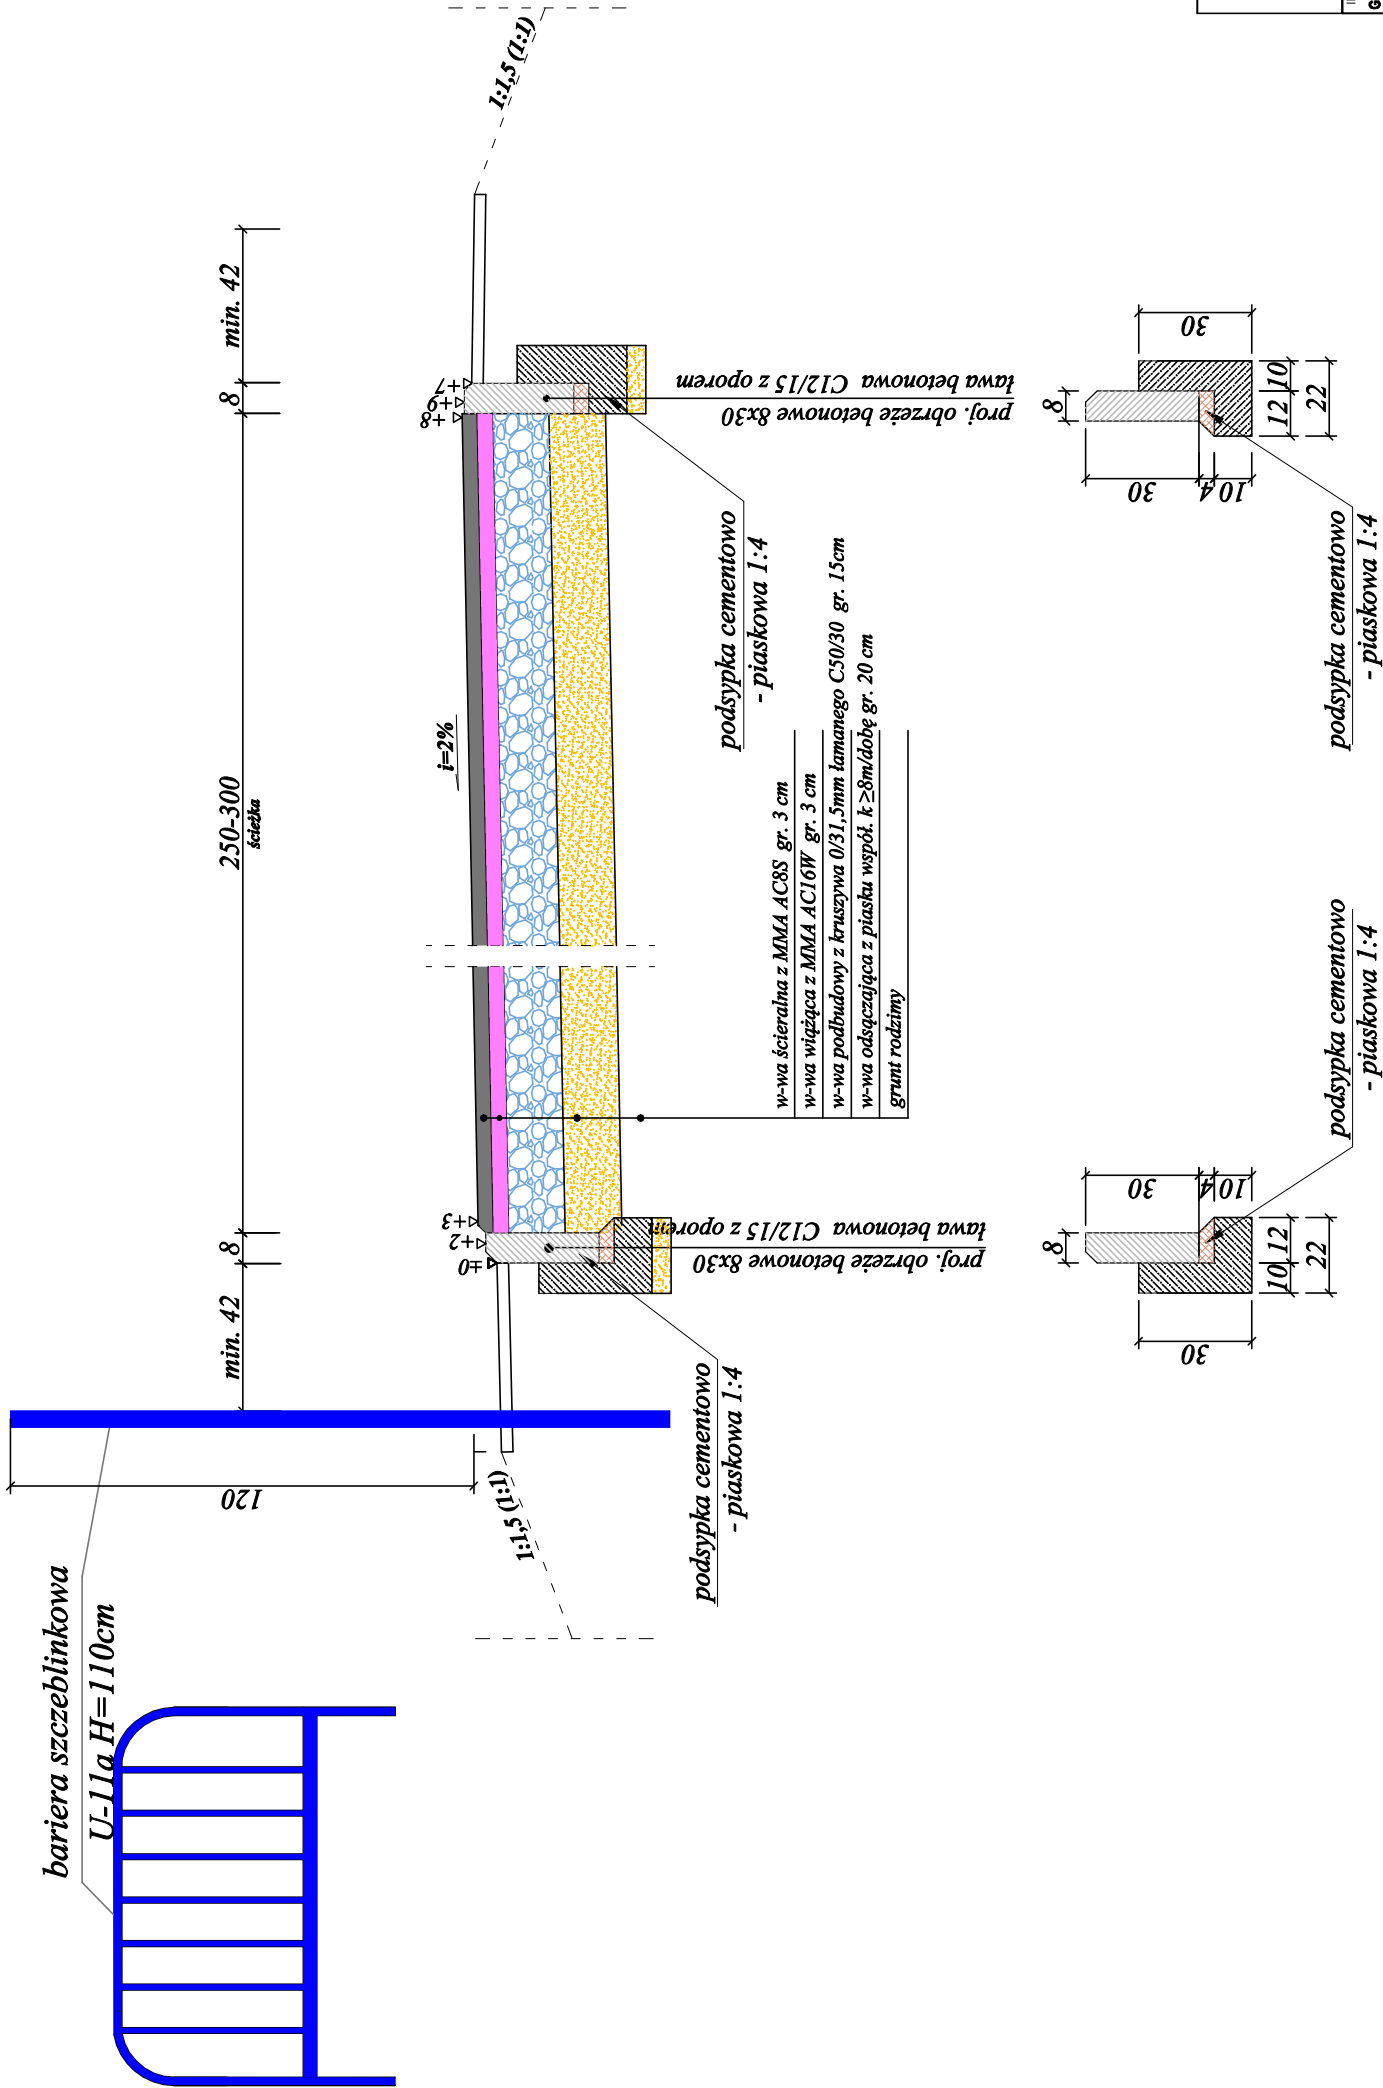 bariera szczeblinkowa
U-11a H=110cm
120
min. 42
8
250-300
ścieżka
8
min. 42
1:1,5 (1:1)
1:1,5 (1:1)
i=2%
±0
+2
+3
+8
+9
+7
podsypka cementowo
- piaskowa 1:4
proj. obrzeże betonowe 8x30
ława betonowa C12/15 z oporem
w-wa ścieralna z MMA AC8S gr. 3 cm
w-wa wiążąca z MMA AC16W gr. 3 cm
w-wa podbudowy z kruszywa 0/31,5mm łamanego C50/30 gr. 15cm
w-wa odsączająca z piasku współ. k ≥8m/dobę gr. 20 cm
grunt rodzimy
podsypka cementowo
- piaskowa 1:4
proj. obrzeże betonowe 8x30
ława betonowa C12/15 z oporem
8
30
4
10
30
10
12
22
podsypka cementowo
- piaskowa 1:4
8
30
4
10
30
12
10
22
podsypka cementowo
- piaskowa 1:4